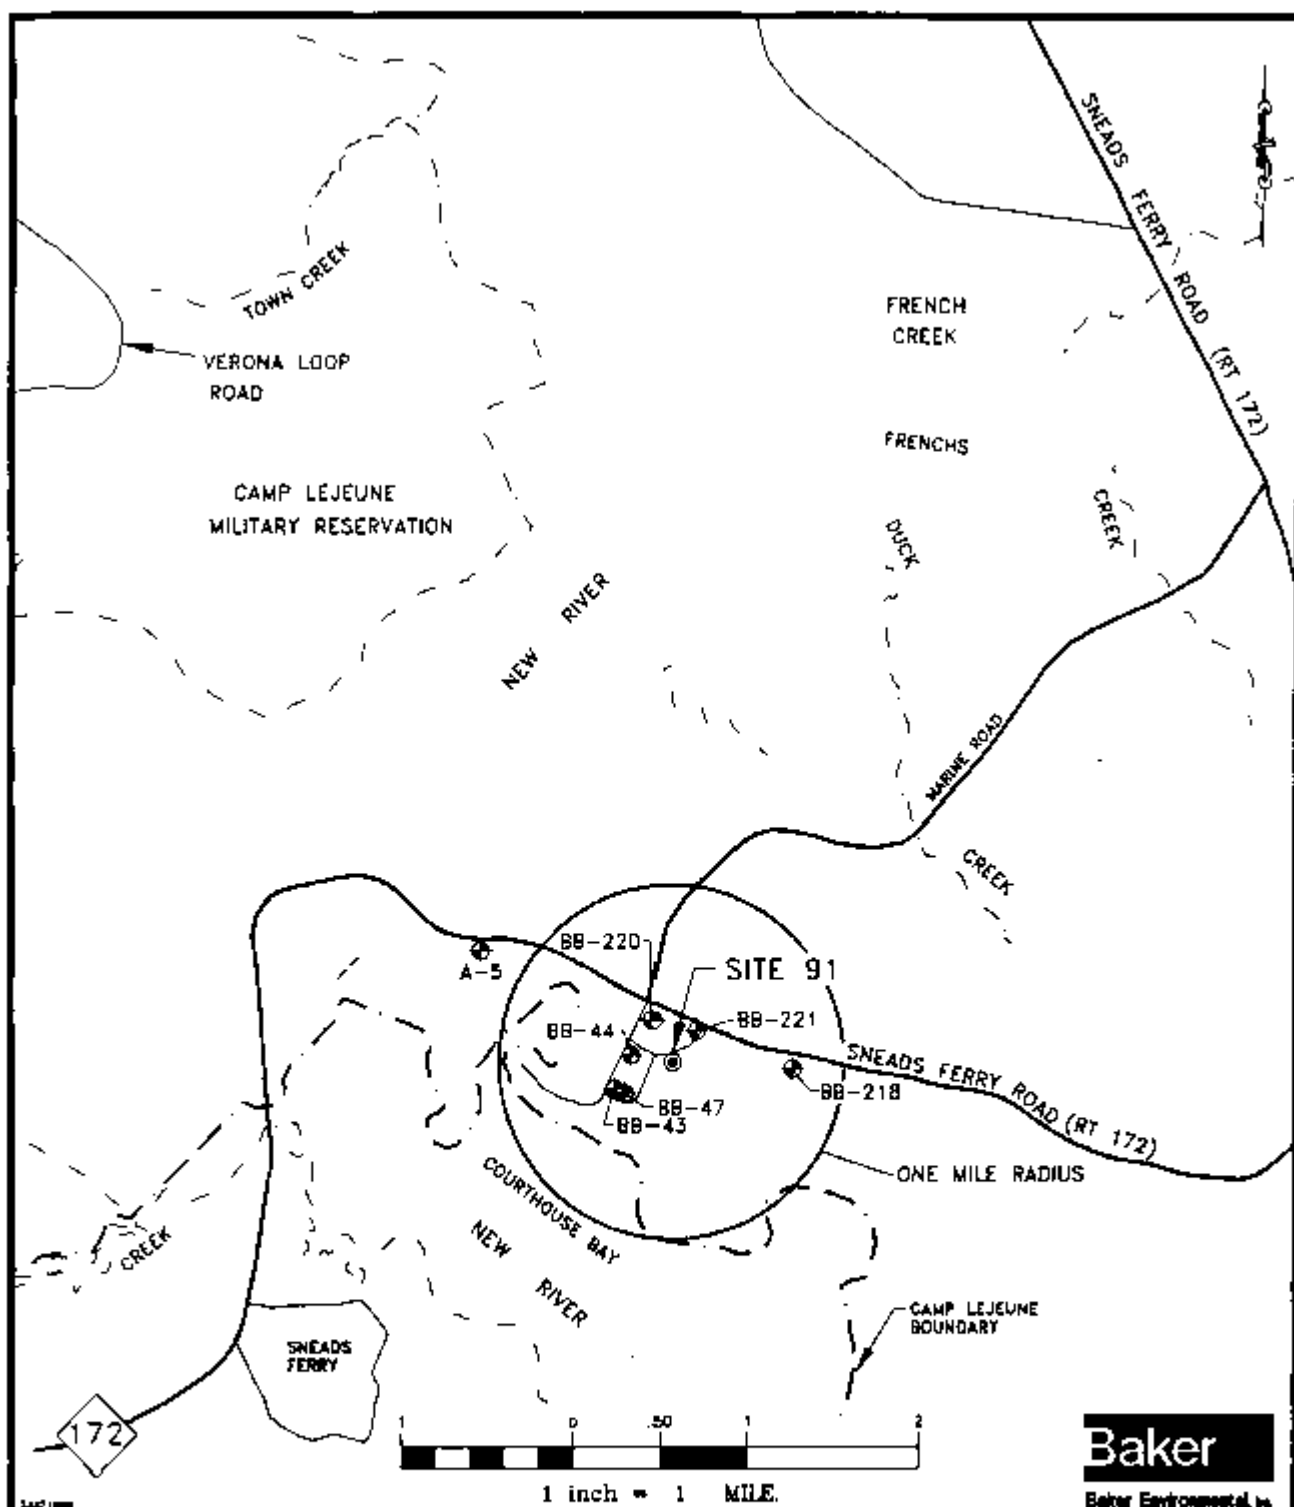 SNEADS FERRY ROAD (RT 172)
TOWN CREEK
VERONA LOOP
ROAD
FRENCH
CREEK
FRENCHS
CREEK
CAMP LEJEUNE
MILITARY RESERVATION
DUCK
CREEK
NEW RIVER
MARINE ROAD
BB-220
SITE 91
A-5
BB-44
BB-221
SNEADS FERRY ROAD (RT 172)
BB-218
BB-47
BB-43
ONE MILE RADIUS
COURTHOUSE BAY
NEW RIVER
CREEK
CAMP LEJEUNE
BOUNDARY
SNEADS
FERRY
172
1 0 .50 1 2
1 inch = 1 MILE.
Baker
Baker Environmental, Inc.